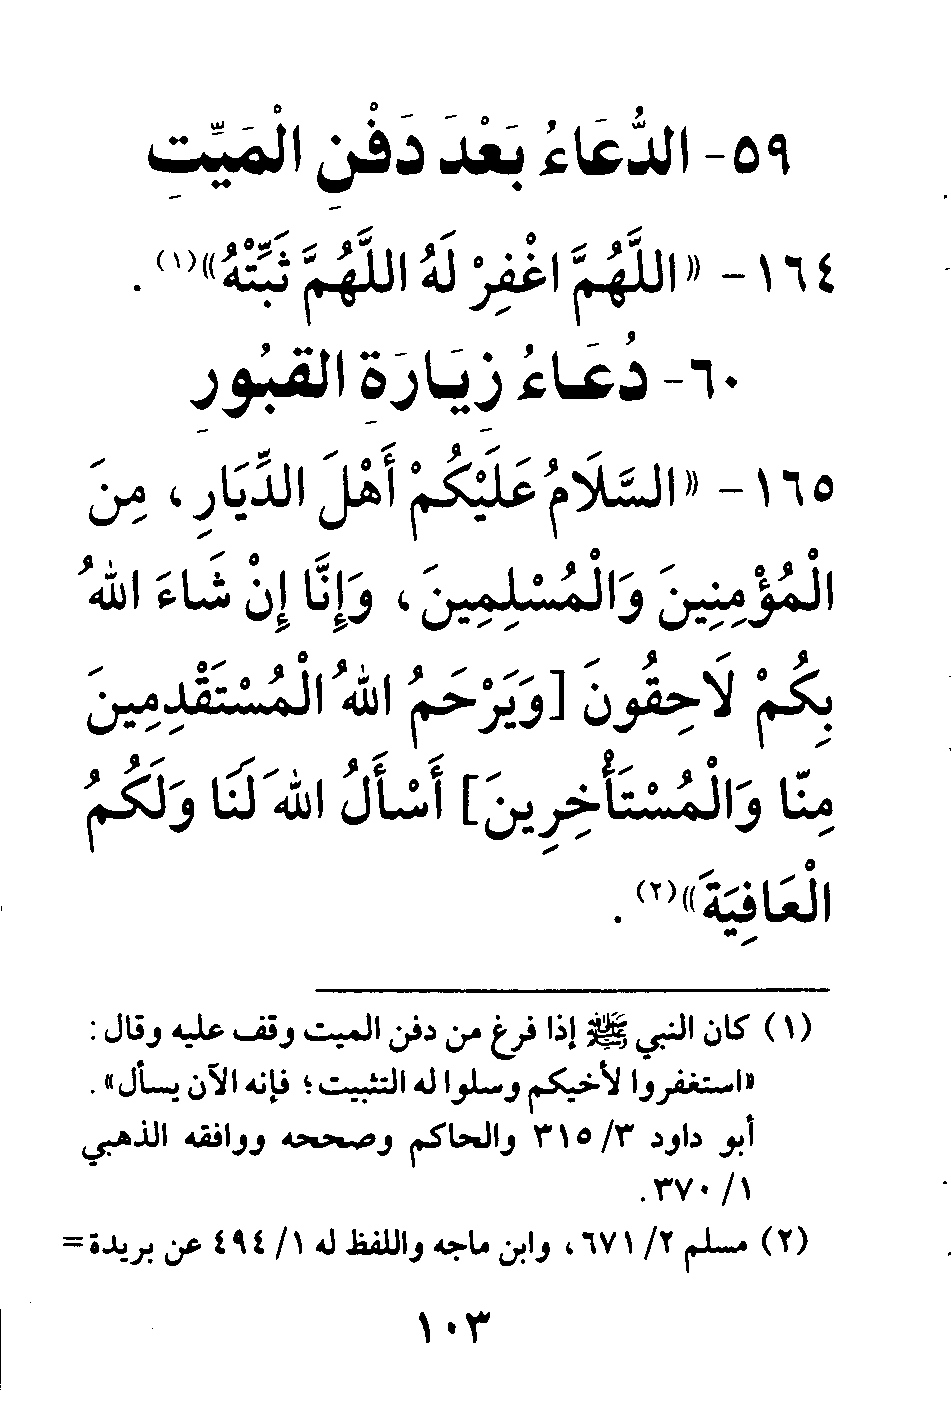 ٥٩- الدُّعَاءُ بَعْدَ دَفْنِ الْمَيِّتِ
١٦٤- «اللَّهُمَّ اغْفِرْ لَهُ اللَّهُمَّ ثَبِّتْهُ»(١).
٦٠- دُعَاءُ زِيَارَةِ القبُورِ
١٦٥- «السَّلَامُ عَلَيْكُمْ أَهْلَ الدِّيَارِ، مِنَ
الْمُؤْمِنِينَ وَالْمُسْلِمِينَ، وَإِنَّا إِنْ شَاءَ اللهُ
بِكُمْ لَاحِقُونَ [وَيَرْحَمُ اللهُ الْمُسْتَقْدِمِينَ
مِنَّا وَالْمُسْتَأْخِرِينَ] أَسْأَلُ اللهَ لَنَا وَلَكُمُ
الْعَافِيَةَ»(٢).
(١) كان النبي ﷺ إذا فرغ من دفن الميت وقف عليه وقال:
«استغفروا لأخيكم وسلوا له التثبيت؛ فإنه الآن يسأل».
أبو داود ٣/ ٣١٥ والحاكم وصححه ووافقه الذهبي
١/ ٣٧٠.
(٢) مسلم ٢/ ٦٧١، وابن ماجه واللفظ له ١/ ٤٩٤ عن بريدة=
١٠٣